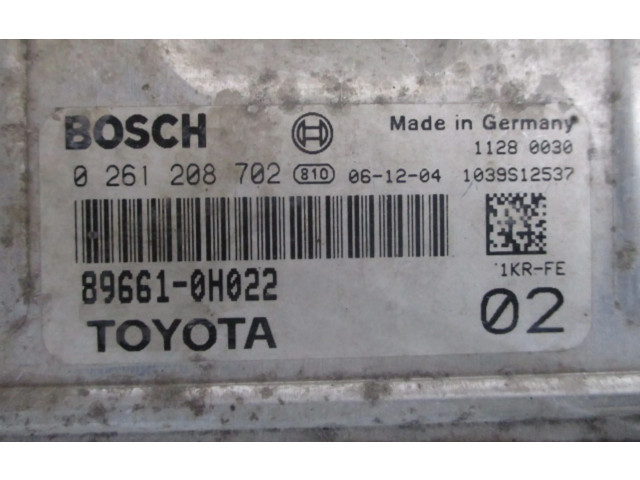 BOSCH Made in Germany
1128 0030
0 261 208 702 810 06-12-04 1039S12537
1KR-FE
89661-0H022
TOYOTA 02